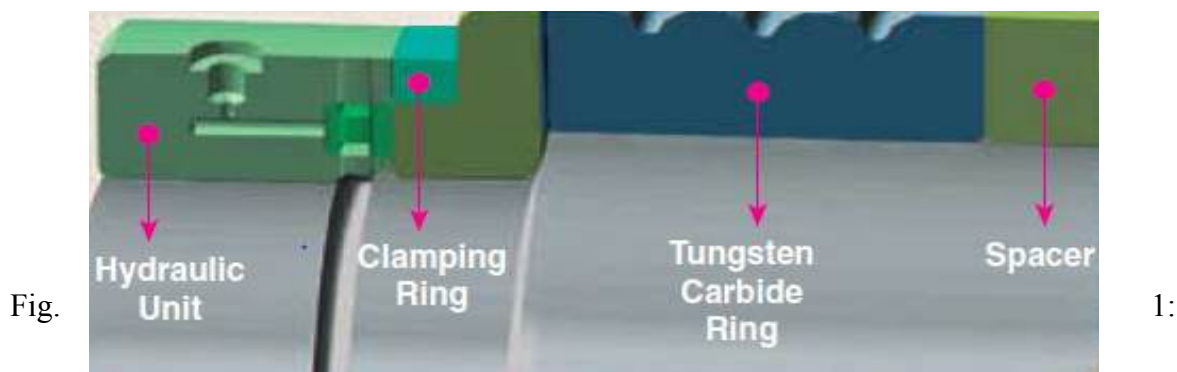 Hydraulic
Unit
Clamping
Ring
Tungsten
Carbide
Ring
Spacer
Fig. 1: